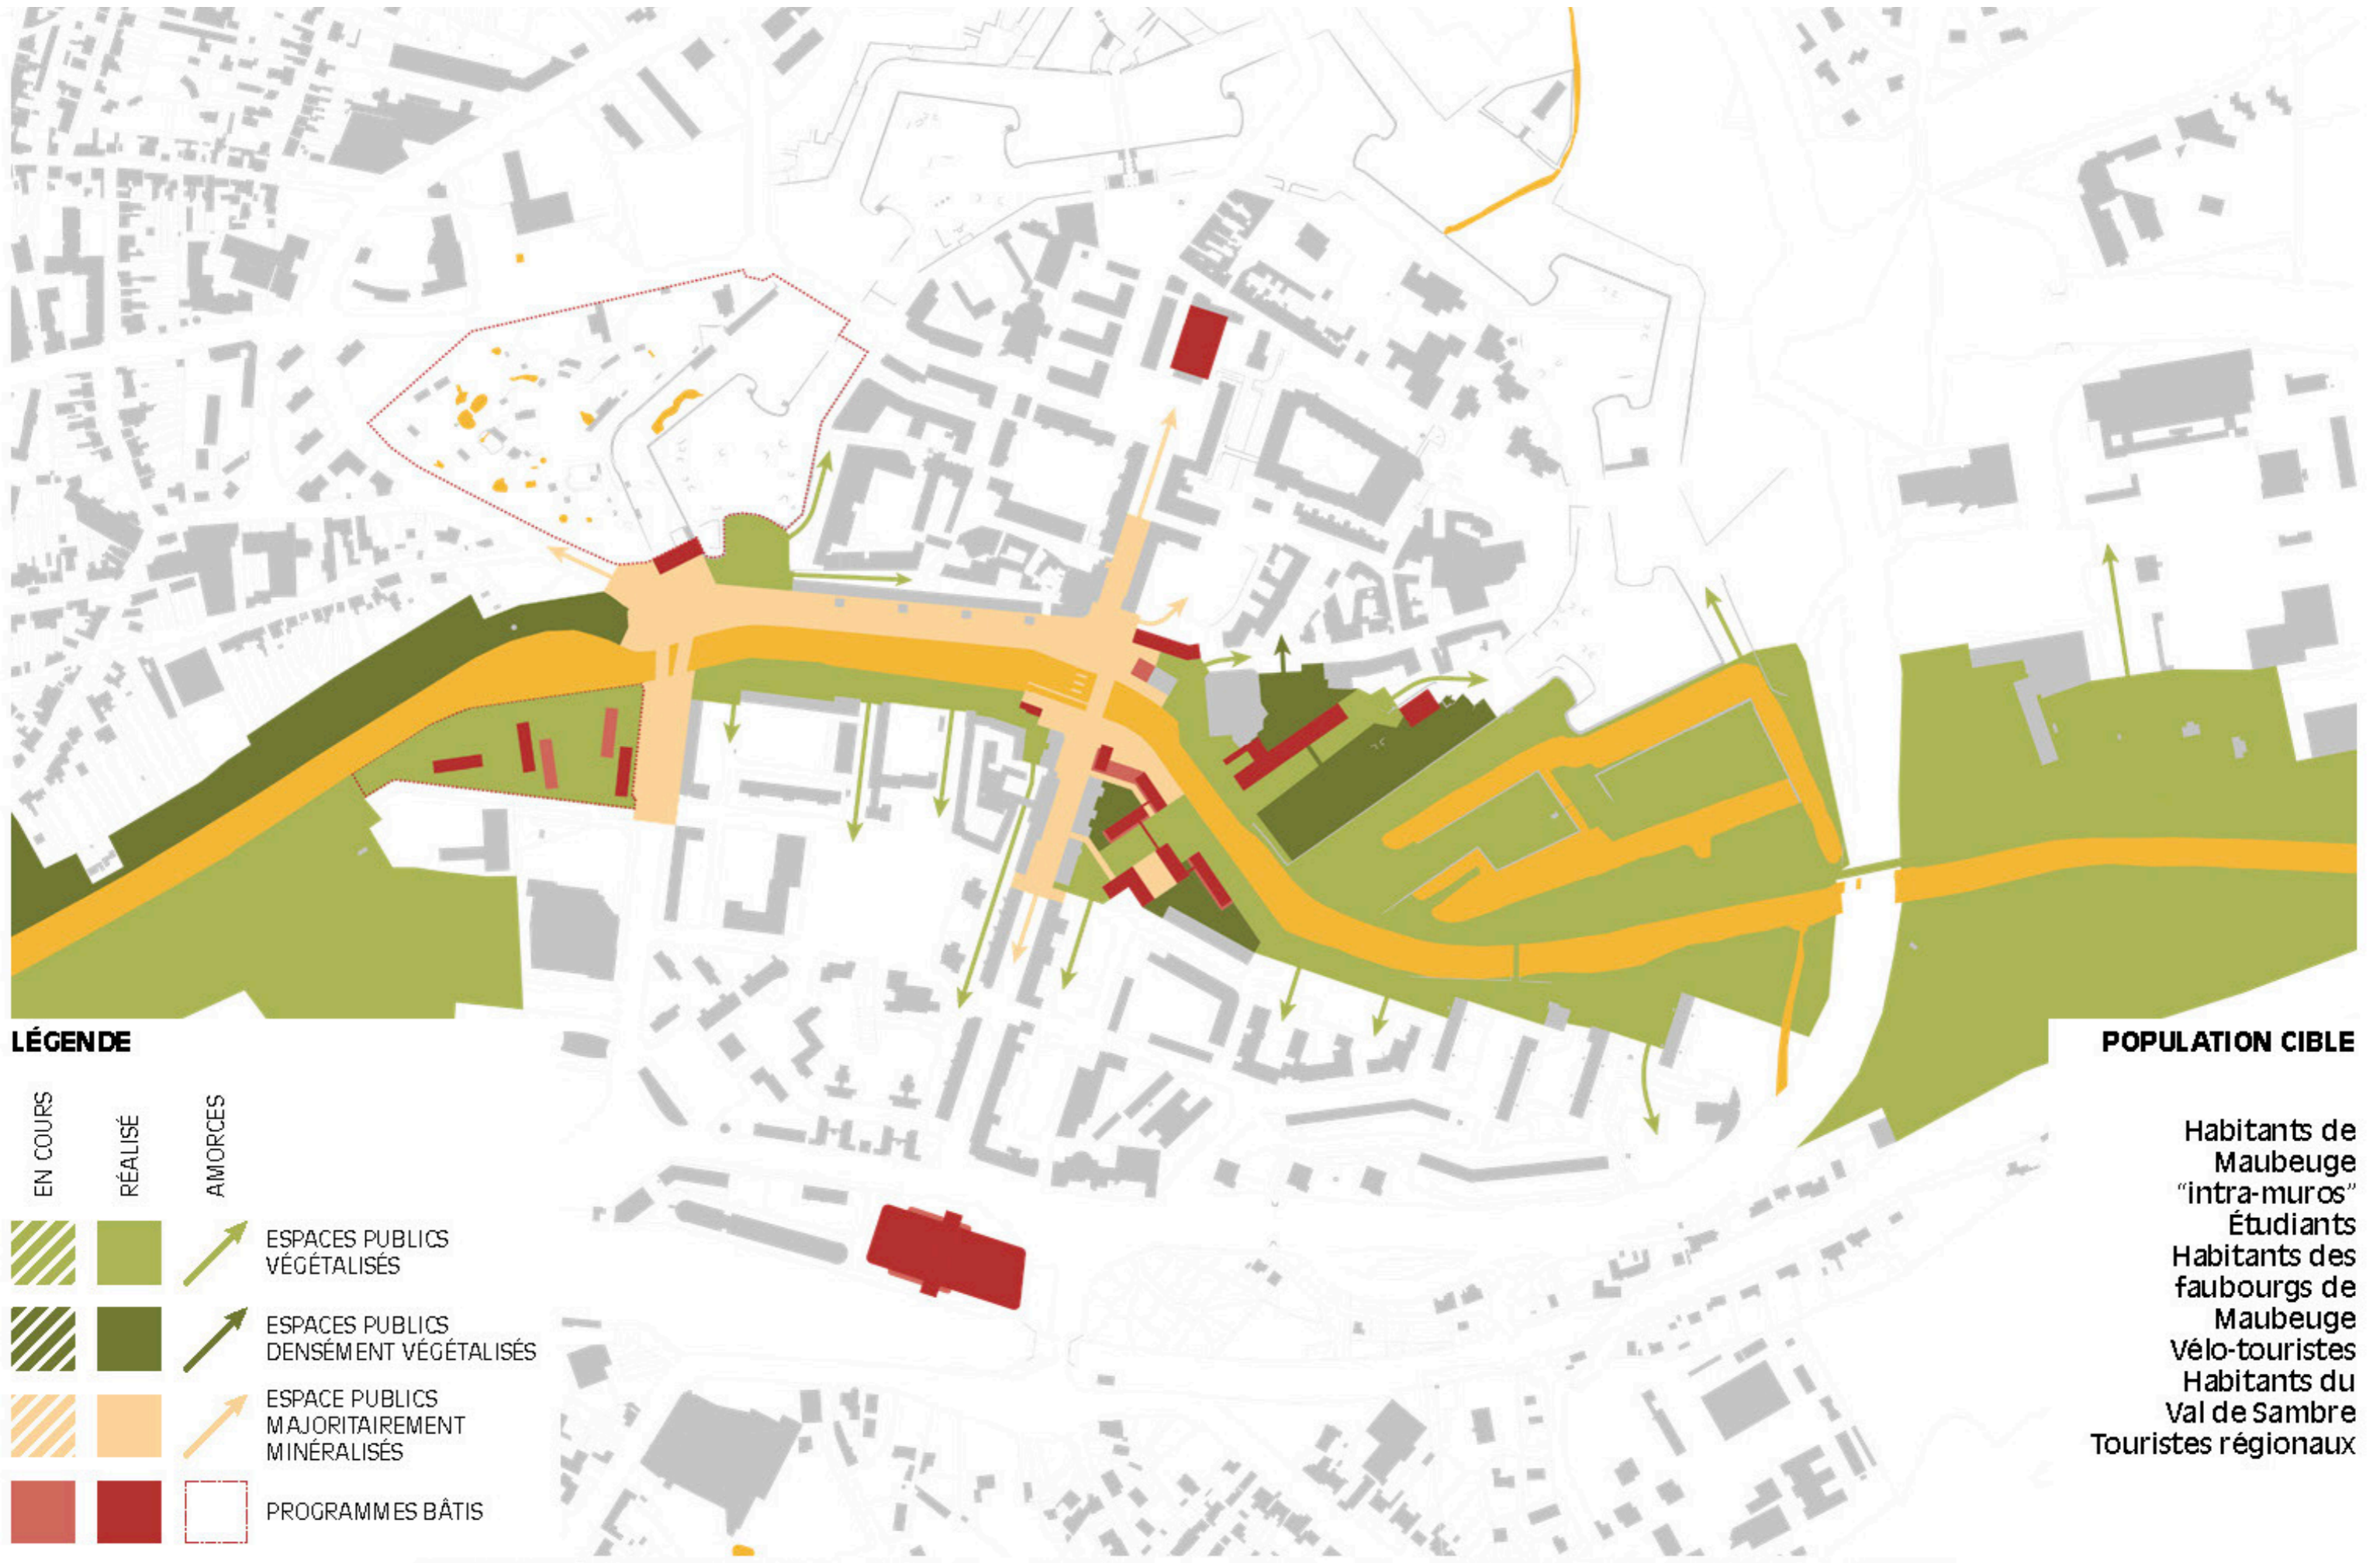 LÉGENDE
EN COURS
RÉALISÉ
AMORCES
ESPACES PUBLICS
VÉGÉTALISÉS
ESPACES PUBLICS
DENSÉMENT VÉGÉTALISÉS
ESPACE PUBLICS
MAJORITAIREMENT
MINÉRALISÉS
PROGRAMMES BÂTIS
POPULATION CIBLE
Habitants de
Maubeuge
“intra-muros”
Étudiants
Habitants des
faubourgs de
Maubeuge
Vélo-touristes
Habitants du
Val de Sambre
Touristes régionaux